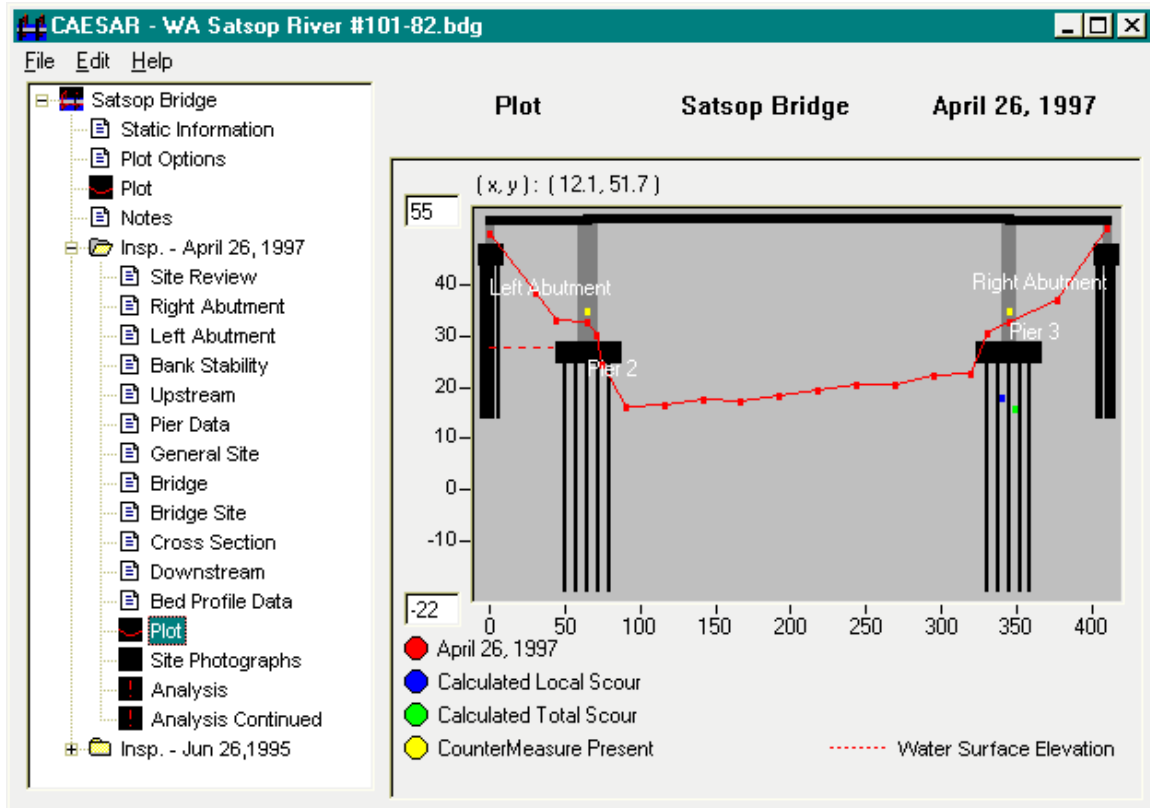 CAESAR - WA Satsop River #101-82.bdg
File Edit Help
Satsop Bridge
Static Information
Plot Options
Plot
Notes
Insp. - April 26, 1997
Site Review
Right Abutment
Left Abutment
Bank Stability
Upstream
Pier Data
General Site
Bridge
Bridge Site
Cross Section
Downstream
Bed Profile Data
Plot
Site Photographs
Analysis
Analysis Continued
Insp. - Jun 26,1995
Plot Satsop Bridge April 26, 1997
( x, y ) : ( 12.1, 51.7 )
55
40
30
20
10
0
-10
-22
Left Abutment
Right Abutment
Pier 3
Pier 2
0 50 100 150 200 250 300 350 400
April 26, 1997
Calculated Local Scour
Calculated Total Scour
CounterMeasure Present
Water Surface Elevation